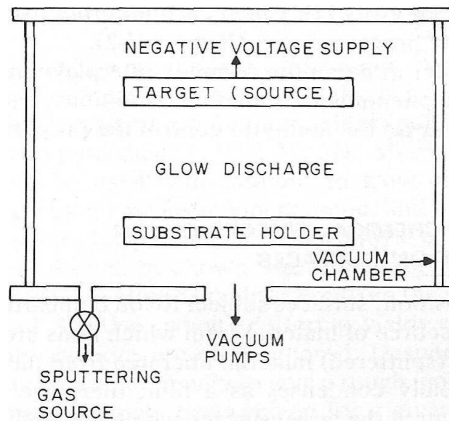 NEGATIVE VOLTAGE SUPPLY
TARGET (SOURCE)
GLOW DISCHARGE
SUBSTRATE HOLDER
VACUUM
CHAMBER
VACUUM
PUMPS
SPUTTERING
GAS
SOURCE